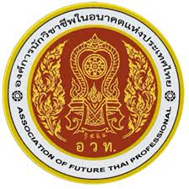 องค์การนักวิชาชีพในอนาคตแห่งประเทศไทย
อวท.
ASSOCIATION OF FUTURE THAI PROFESSIONAL